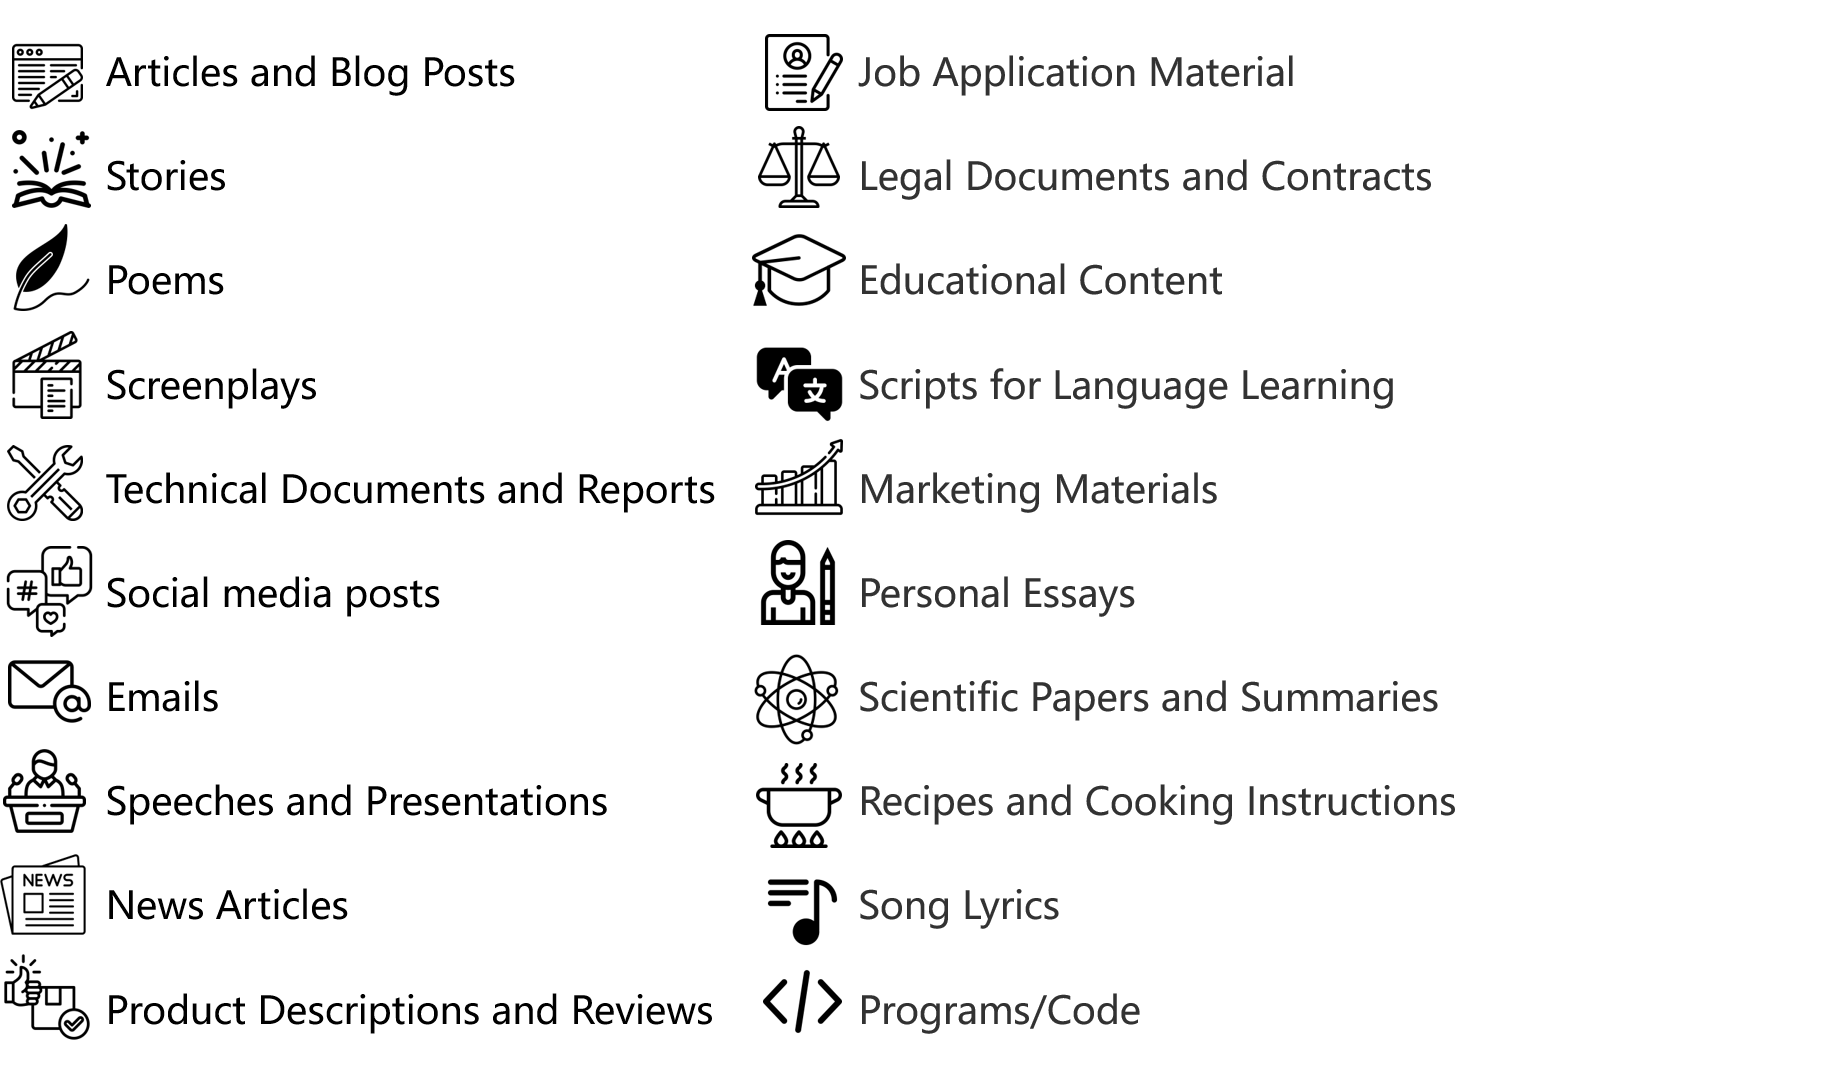 Articles and Blog Posts
Stories
Poems
Screenplays
Technical Documents and Reports
#
Social media posts
@
Emails
Speeches and Presentations
NEWS
News Articles
Product Descriptions and Reviews
Job Application Material
Legal Documents and Contracts
Educational Content
A
文
Scripts for Language Learning
Marketing Materials
Personal Essays
Scientific Papers and Summaries
Recipes and Cooking Instructions
Song Lyrics
</>
Programs/Code